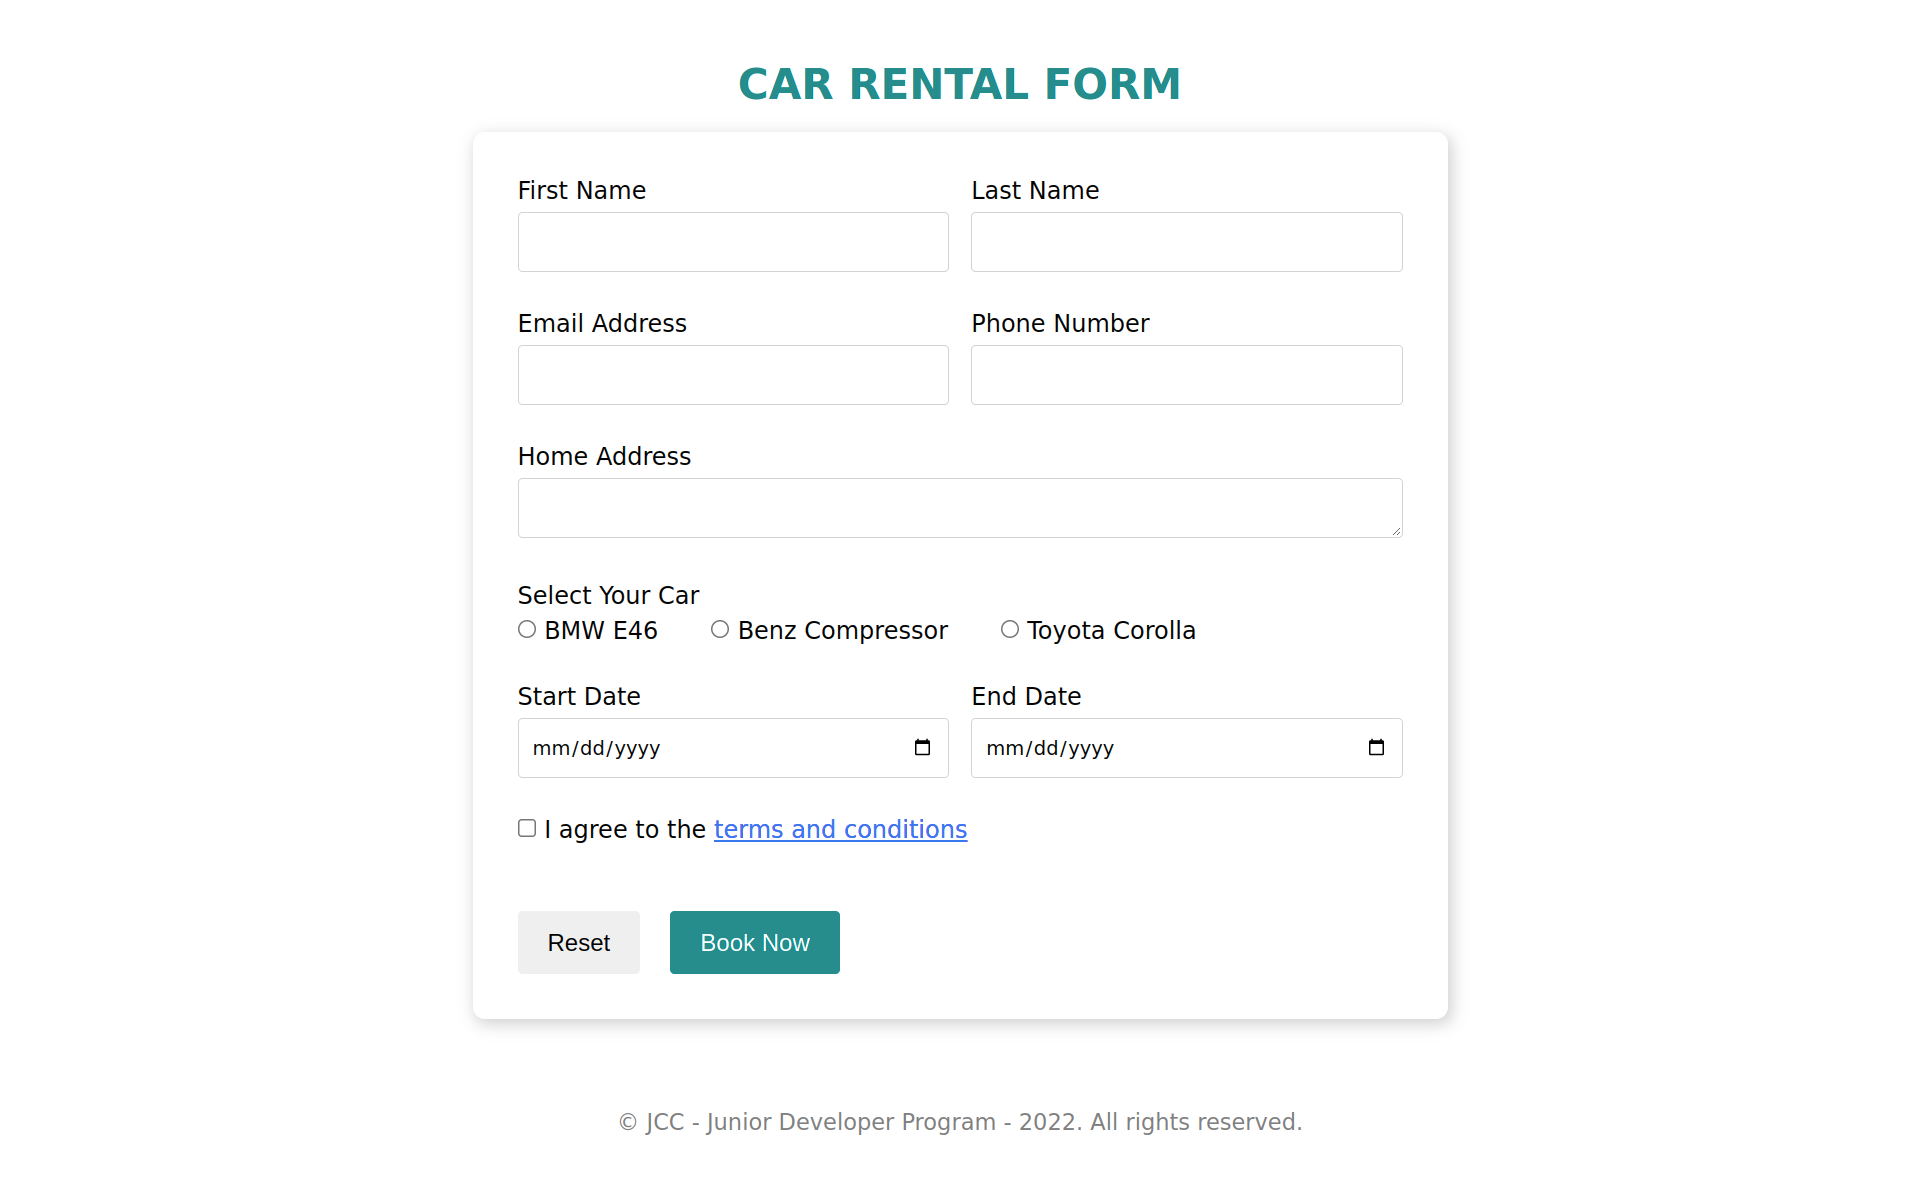 CAR RENTAL FORM
First Name Last Name
Email Address Phone Number
Home Address
Select Your Car
BMW E46 Benz Compressor Toyota Corolla
Start Date End Date
mm/dd/yyyy mm/dd/yyyy
I agree to the terms and conditions
Reset Book Now
© JCC - Junior Developer Program - 2022. All rights reserved.